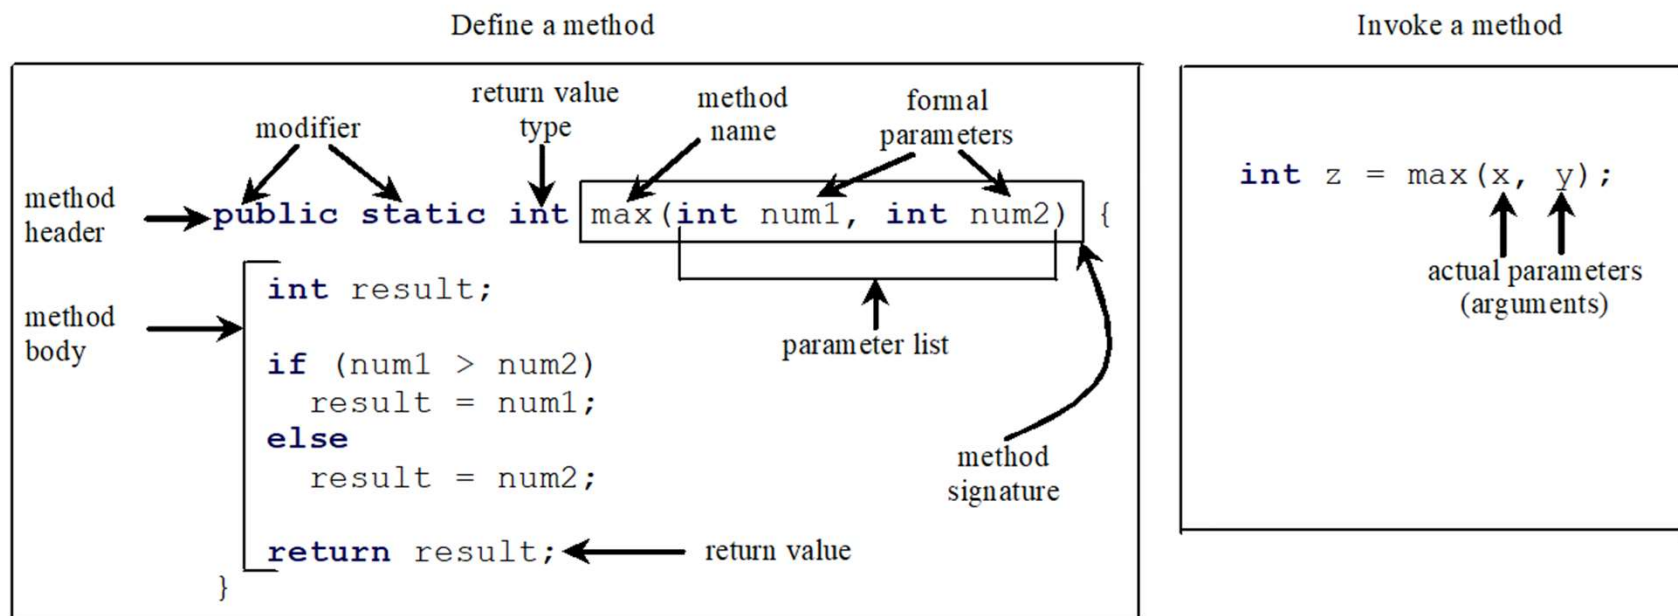 Define a method
Invoke a method
return value
type
method
name
formal
parameters
modifier
method
header
public static int max(int num1, int num2) {
int z = max(x, y);
actual parameters
(arguments)
method
body
int result;
parameter list
if (num1 > num2)
result = num1;
else
result = num2;
method
signature
return result;
return value
}